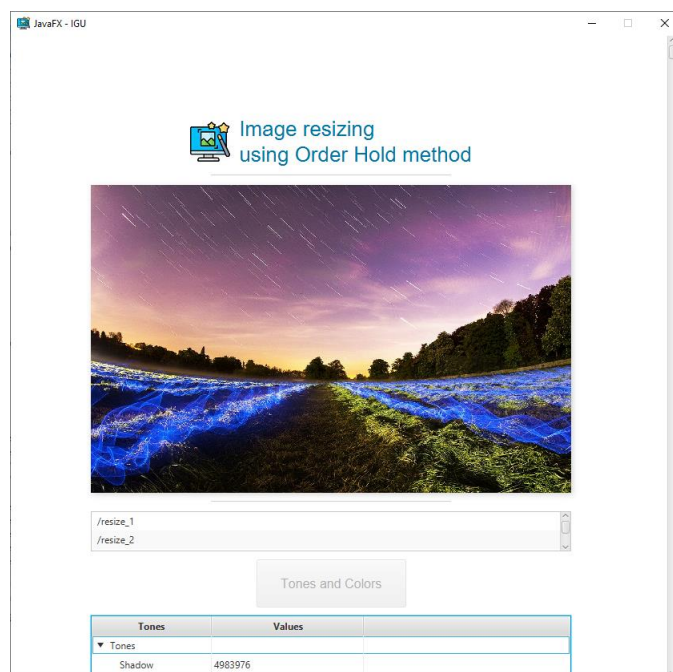 JavaFX - IGU
Image resizing
using Order Hold method
/resize_1
/resize_2
Tones and Colors
Tones Values
Tones
Shadow 4983976